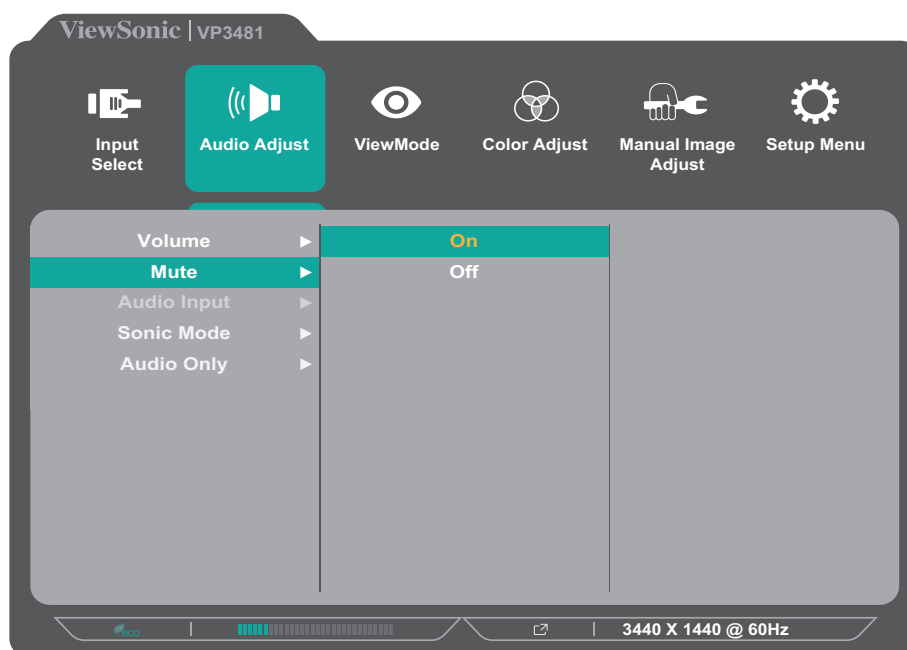 ViewSonic | VP3481
Input Select
Audio Adjust
ViewMode
Color Adjust
Manual Image Adjust
Setup Menu
Volume
Mute
Audio Input
Sonic Mode
Audio Only
On
Off
eco
3440 X 1440 @ 60Hz